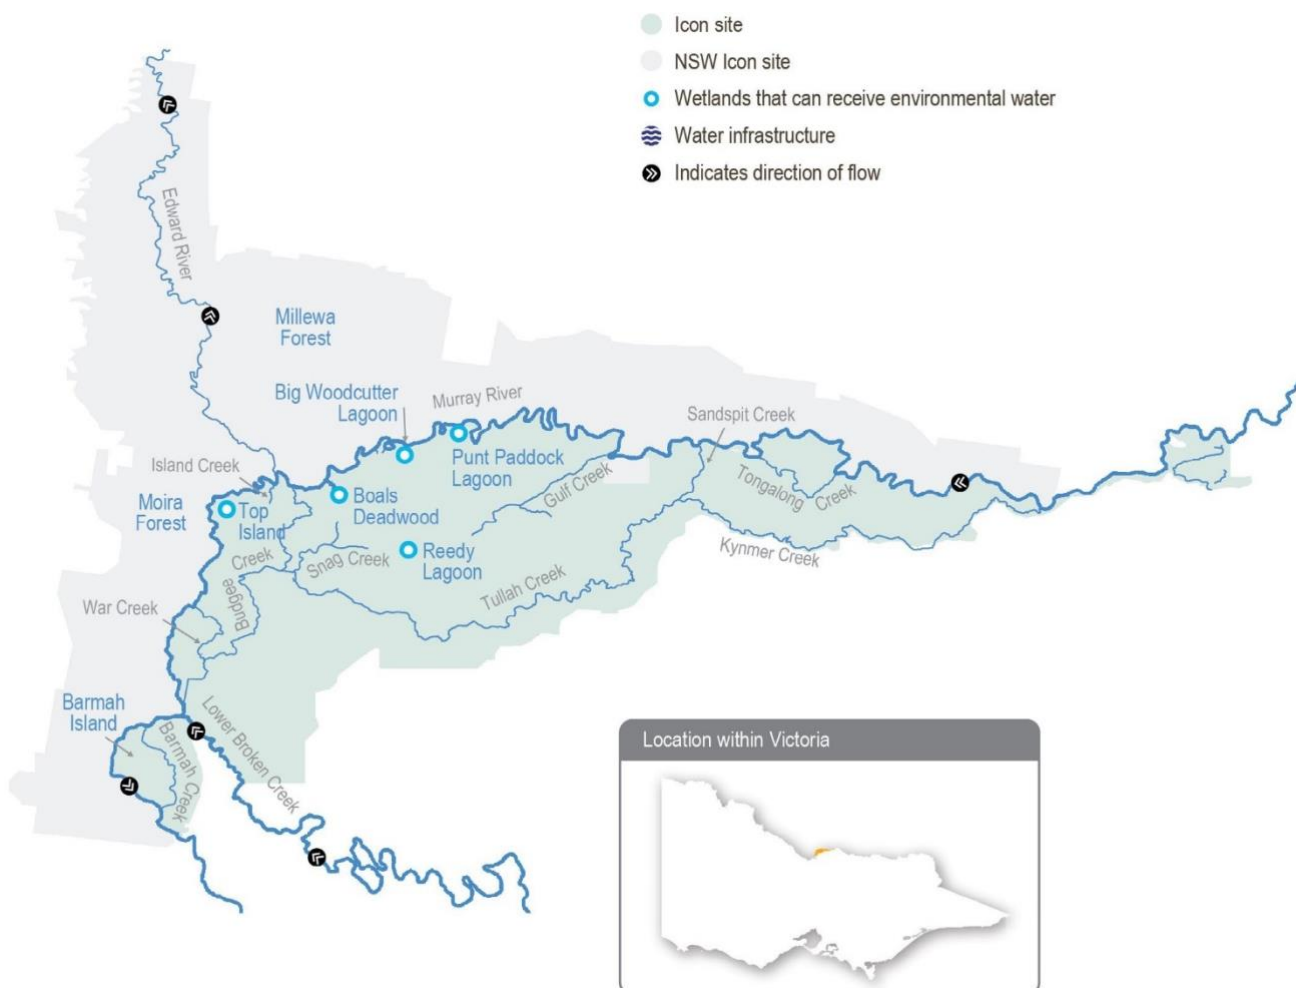 Icon site
NSW Icon site
Wetlands that can receive environmental water
Water infrastructure
Indicates direction of flow
Edward River
Millewa
Forest
Big Woodcutter
Lagoon
Murray River
Sandspit Creek
Punt Paddock
Lagoon
Island Creek
Tongalong
Creek
Gulf Creek
Moira
Forest
Top
Island
Boals
Deadwood
Kynmer Creek
Reedy
Lagoon
Snag Creek
Budgee
Creek
Tullah Creek
War Creek
Barmah
Island
Barmah Creek
Lower Broken Creek
Location within Victoria